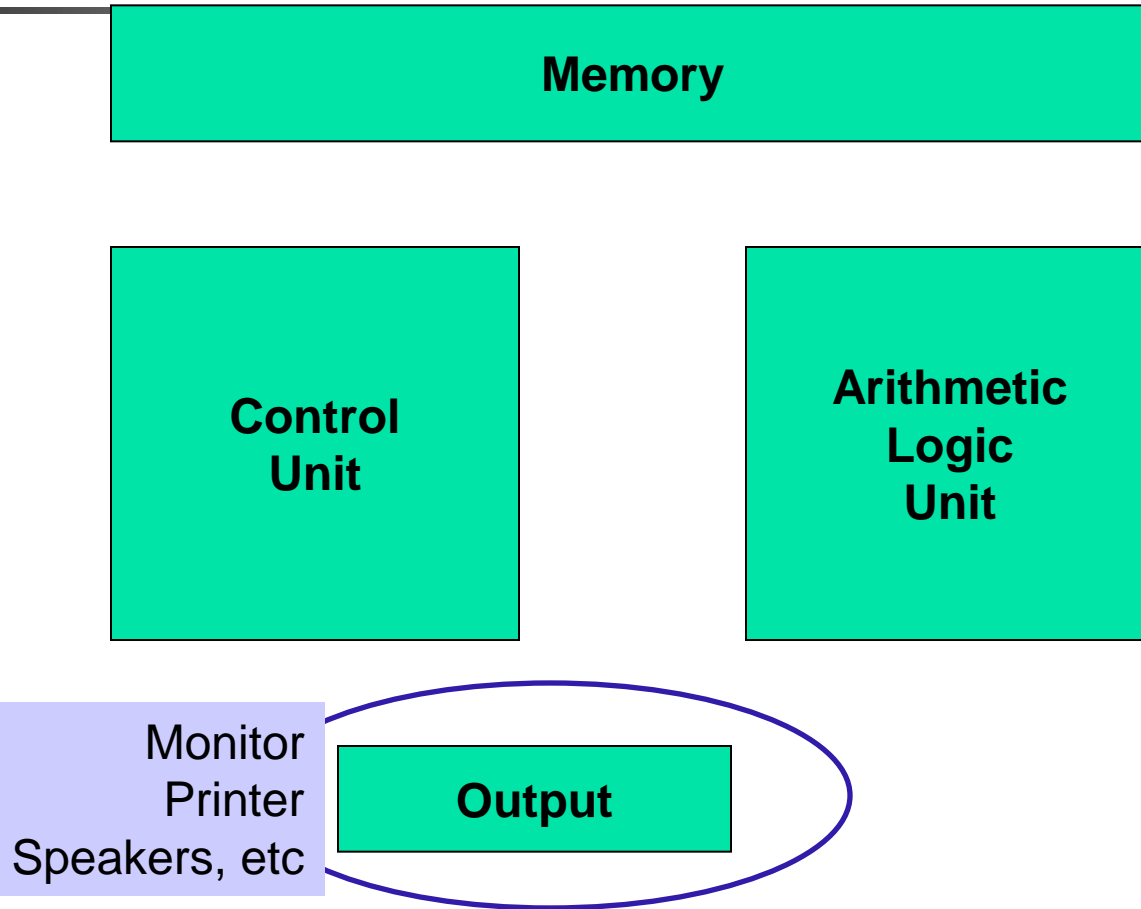 Memory
Control
Unit
Arithmetic
Logic
Unit
Monitor
Printer
Speakers, etc
Output